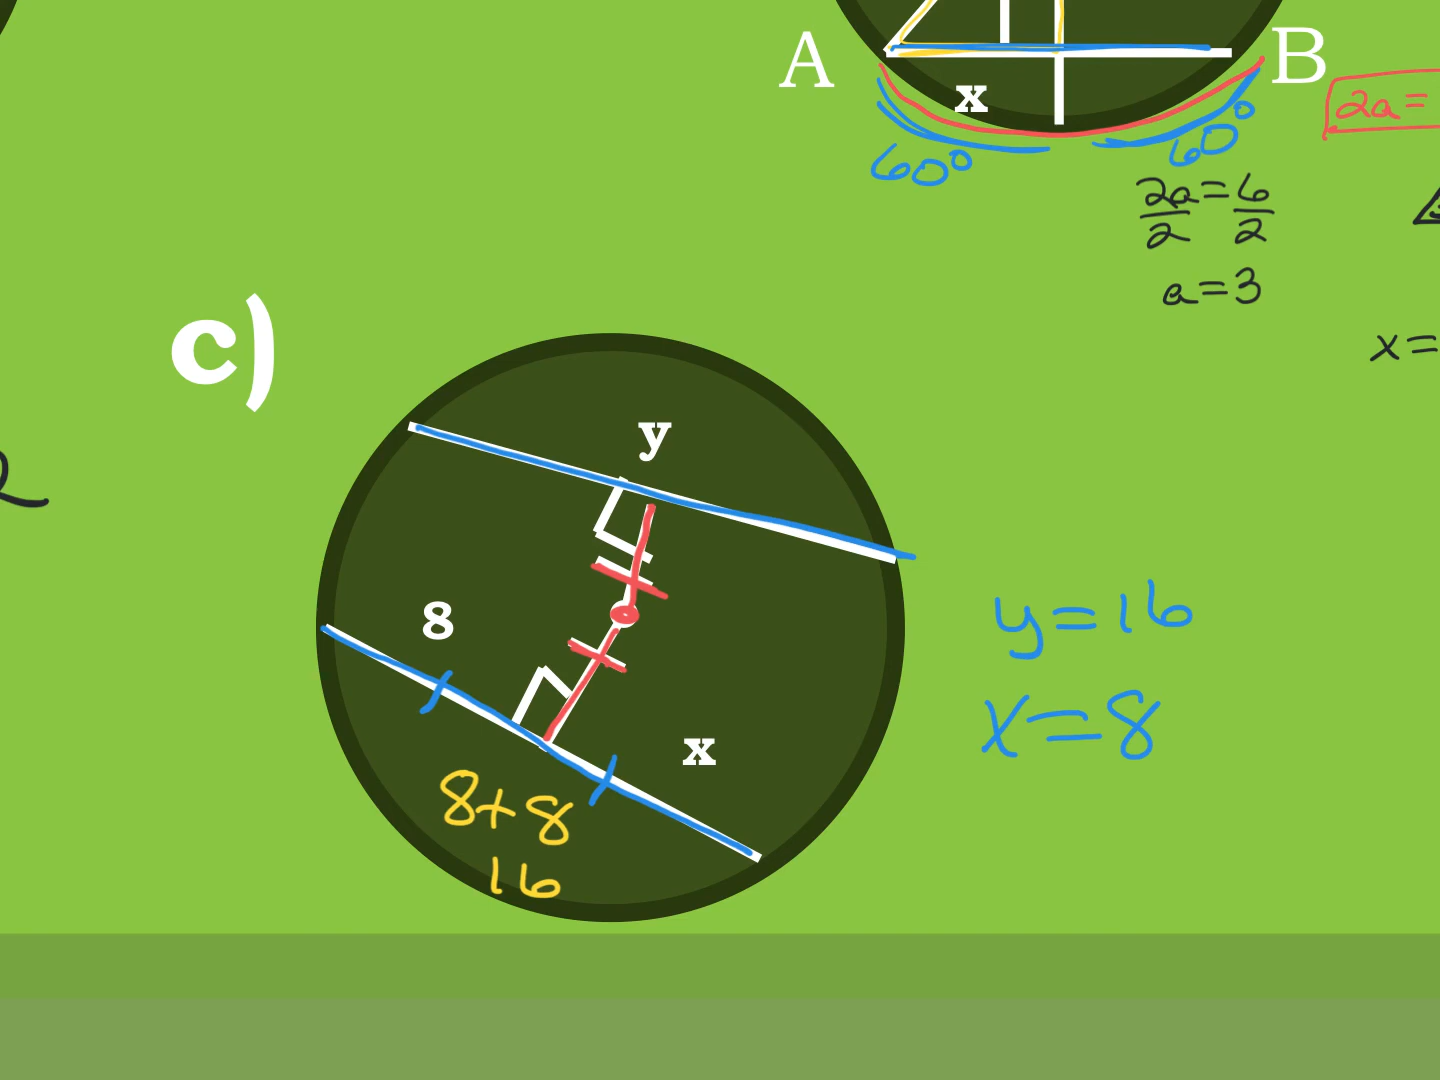 A
B
x
2a=
60°
60°
2a=6
2 2
a=3
x=
c)
y
8
x
8+8
16
y=16
x=8